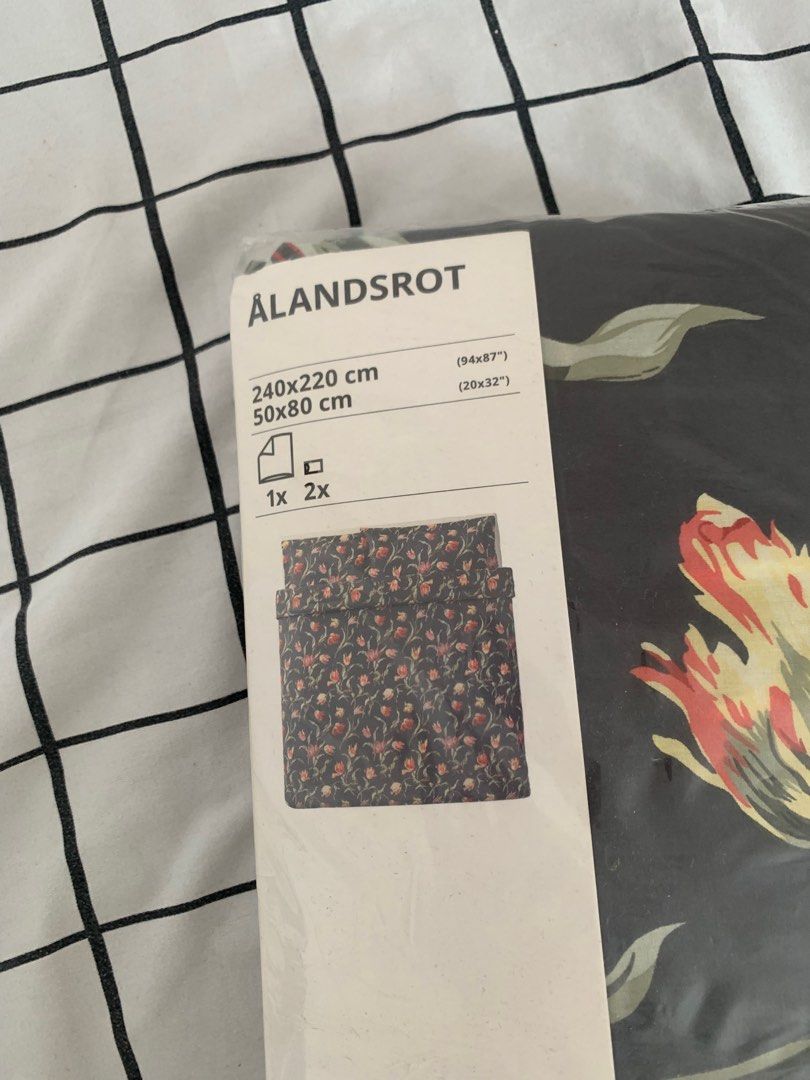 ÅLANDSROT
240x220 cm (94x87")
50x80 cm (20x32")
1x 2x